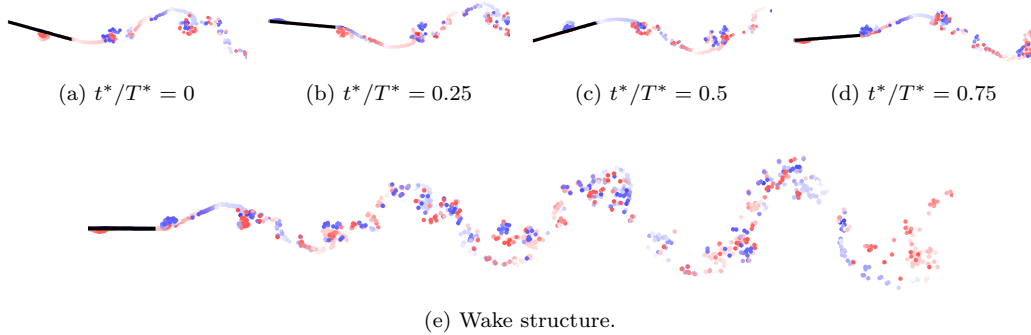 (a) t*/T* = 0
(b) t*/T* = 0.25
(c) t*/T* = 0.5
(d) t*/T* = 0.75
(e) Wake structure.